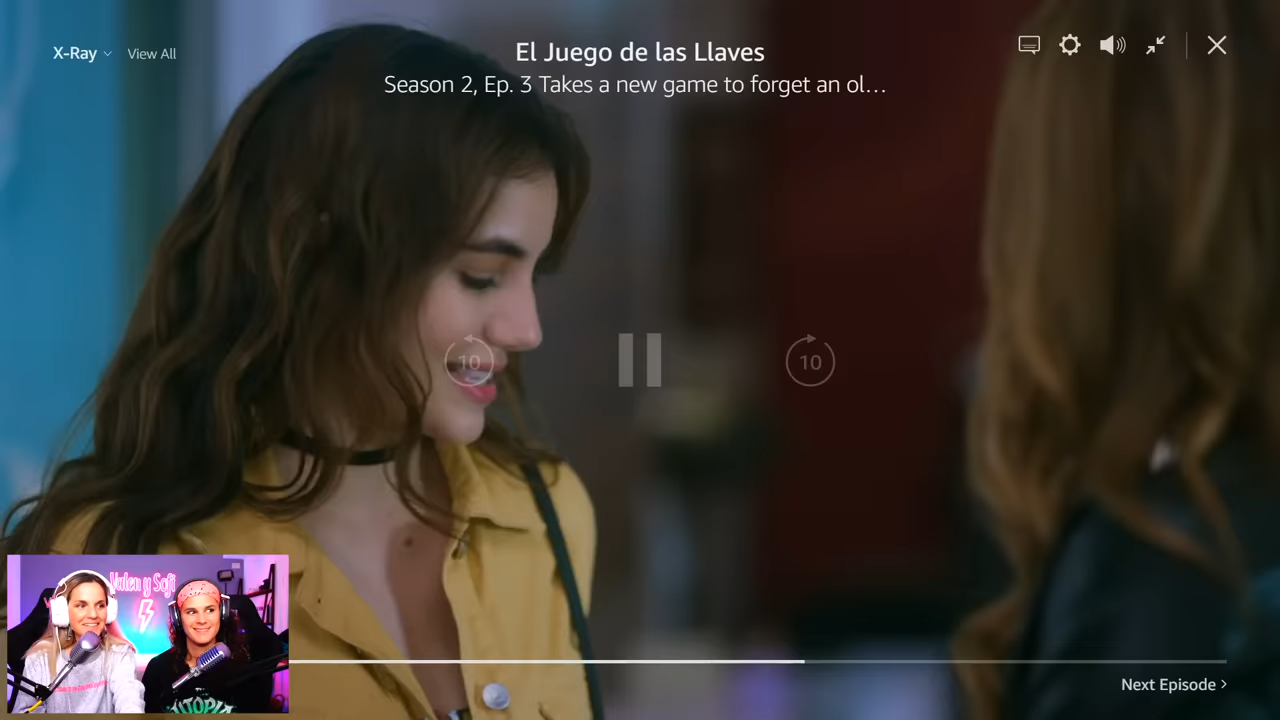 X-Ray
View All
El Juego de las Llaves
Season 2, Ep. 3 Takes a new game to forget an ol…
10
10
Valen y Sofi
UTOPIA
Next Episode